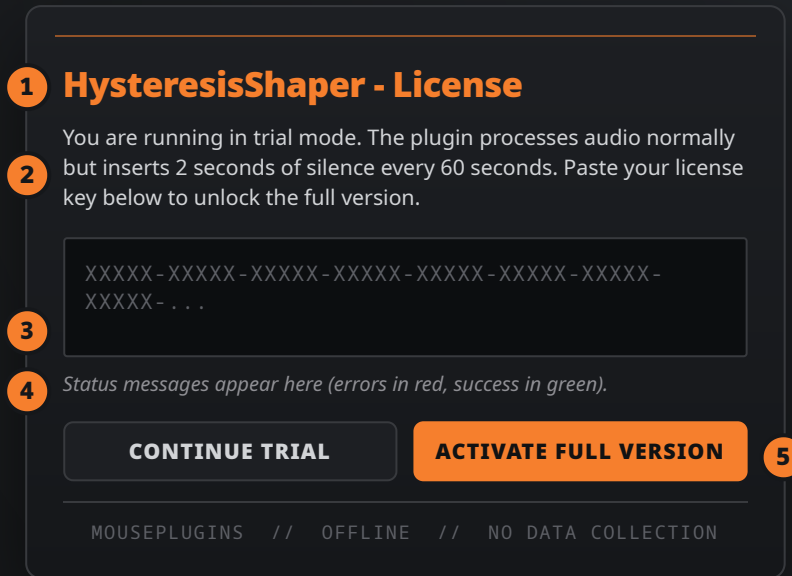 1 HysteresisShaper - License
You are running in trial mode. The plugin processes audio normally
2 but inserts 2 seconds of silence every 60 seconds. Paste your license
key below to unlock the full version.
XXXXX-XXXXX-XXXXX-XXXXX-XXXXX-XXXXX-XXXXX-
XXXXX-...
3
4 Status messages appear here (errors in red, success in green).
CONTINUE TRIAL ACTIVATE FULL VERSION 5
MOUSEPLUGINS // OFFLINE // NO DATA COLLECTION